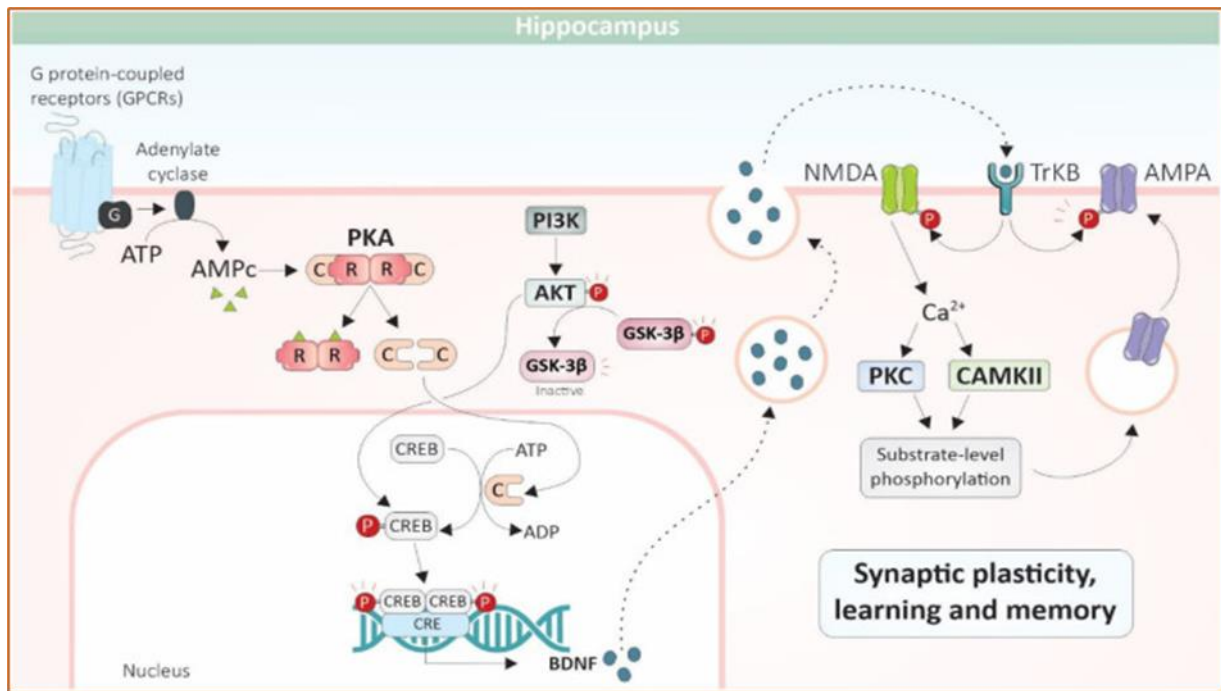 Hippocampus
G protein-coupled
receptors (GPCRs)
Adenylate
cyclase
G
ATP
AMPc
PKA
C R R C
R R
C C
PI3K
AKT P
GSK-3β P
GSK-3β
Inactive
NMDA
P
TrKB
P
AMPA
Ca²⁺
PKC
CAMKII
Substrate-level
phosphorylation
CREB
ATP
C
P CREB
ADP
P CREB CREB P
CRE
BDNF
Nucleus
Synaptic plasticity,
learning and memory